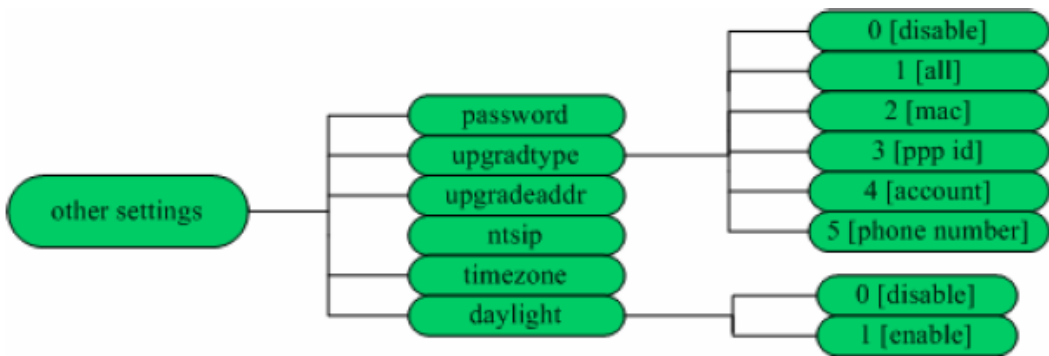 other settings
password
upgradtype
upgradeaddr
ntsip
timezone
daylight
0 [disable]
1 [all]
2 [mac]
3 [ppp id]
4 [account]
5 [phone number]
0 [disable]
1 [enable]